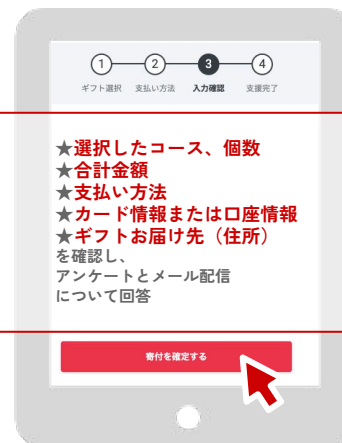 1 2 3 4
ギフト選択 支払い方法 入力確認 支援完了
★選択したコース、個数
★合計金額
★支払い方法
★カード情報または口座情報
★ギフトお届け先（住所）
を確認し、
アンケートとメール配信
について回答
寄付を確定する